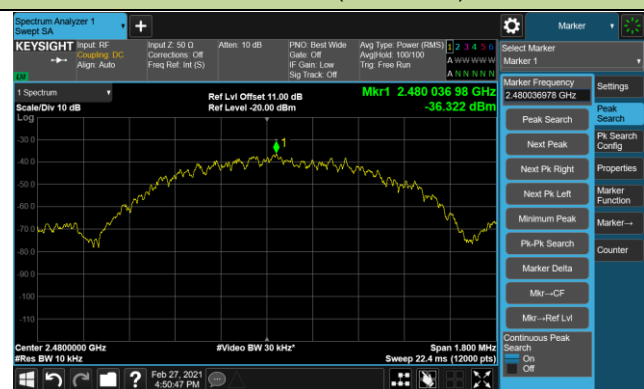 Spectrum Analyzer 1
Swept SA
Marker
KEYSIGHT
Input: RF
Coupling: DC
Align: Auto
Input Z: 50 Ω
Corrections: Off
Freq Ref: Int (S)
Atten: 10 dB
PNO: Best Wide
Gate: Off
IF Gain: Low
Sig Track: Off
Avg Type: Power (RMS)
Avg|Hold: 100/100
Trig: Free Run
1 2 3 4 5 6
A W W W W W
A N N N N N
Select Marker
Marker 1
1 Spectrum
Scale/Div 10 dB
Log
Ref Lvl Offset 11.00 dB
Ref Level -20.00 dBm
Mkr1 2.480 036 98 GHz
-36.322 dBm
1
-30.0
-40.0
-50.0
-60.0
-70.0
-80.0
-90.0
-100
-110
Center 2.4800000 GHz
#Res BW 10 kHz
#Video BW 30 kHz*
Span 1.800 MHz
Sweep 22.4 ms (12000 pts)
Marker Frequency
2.480036978 GHz
Peak Search
Next Peak
Next Pk Right
Next Pk Left
Minimum Peak
Pk-Pk Search
Marker Delta
Mkr→CF
Mkr→Ref Lvl
Continuous Peak
Search
On
Off
Settings
Peak
Search
Pk Search
Config
Properties
Marker
Function
Marker→
Counter
?
Feb 27, 2021
4:50:47 PM